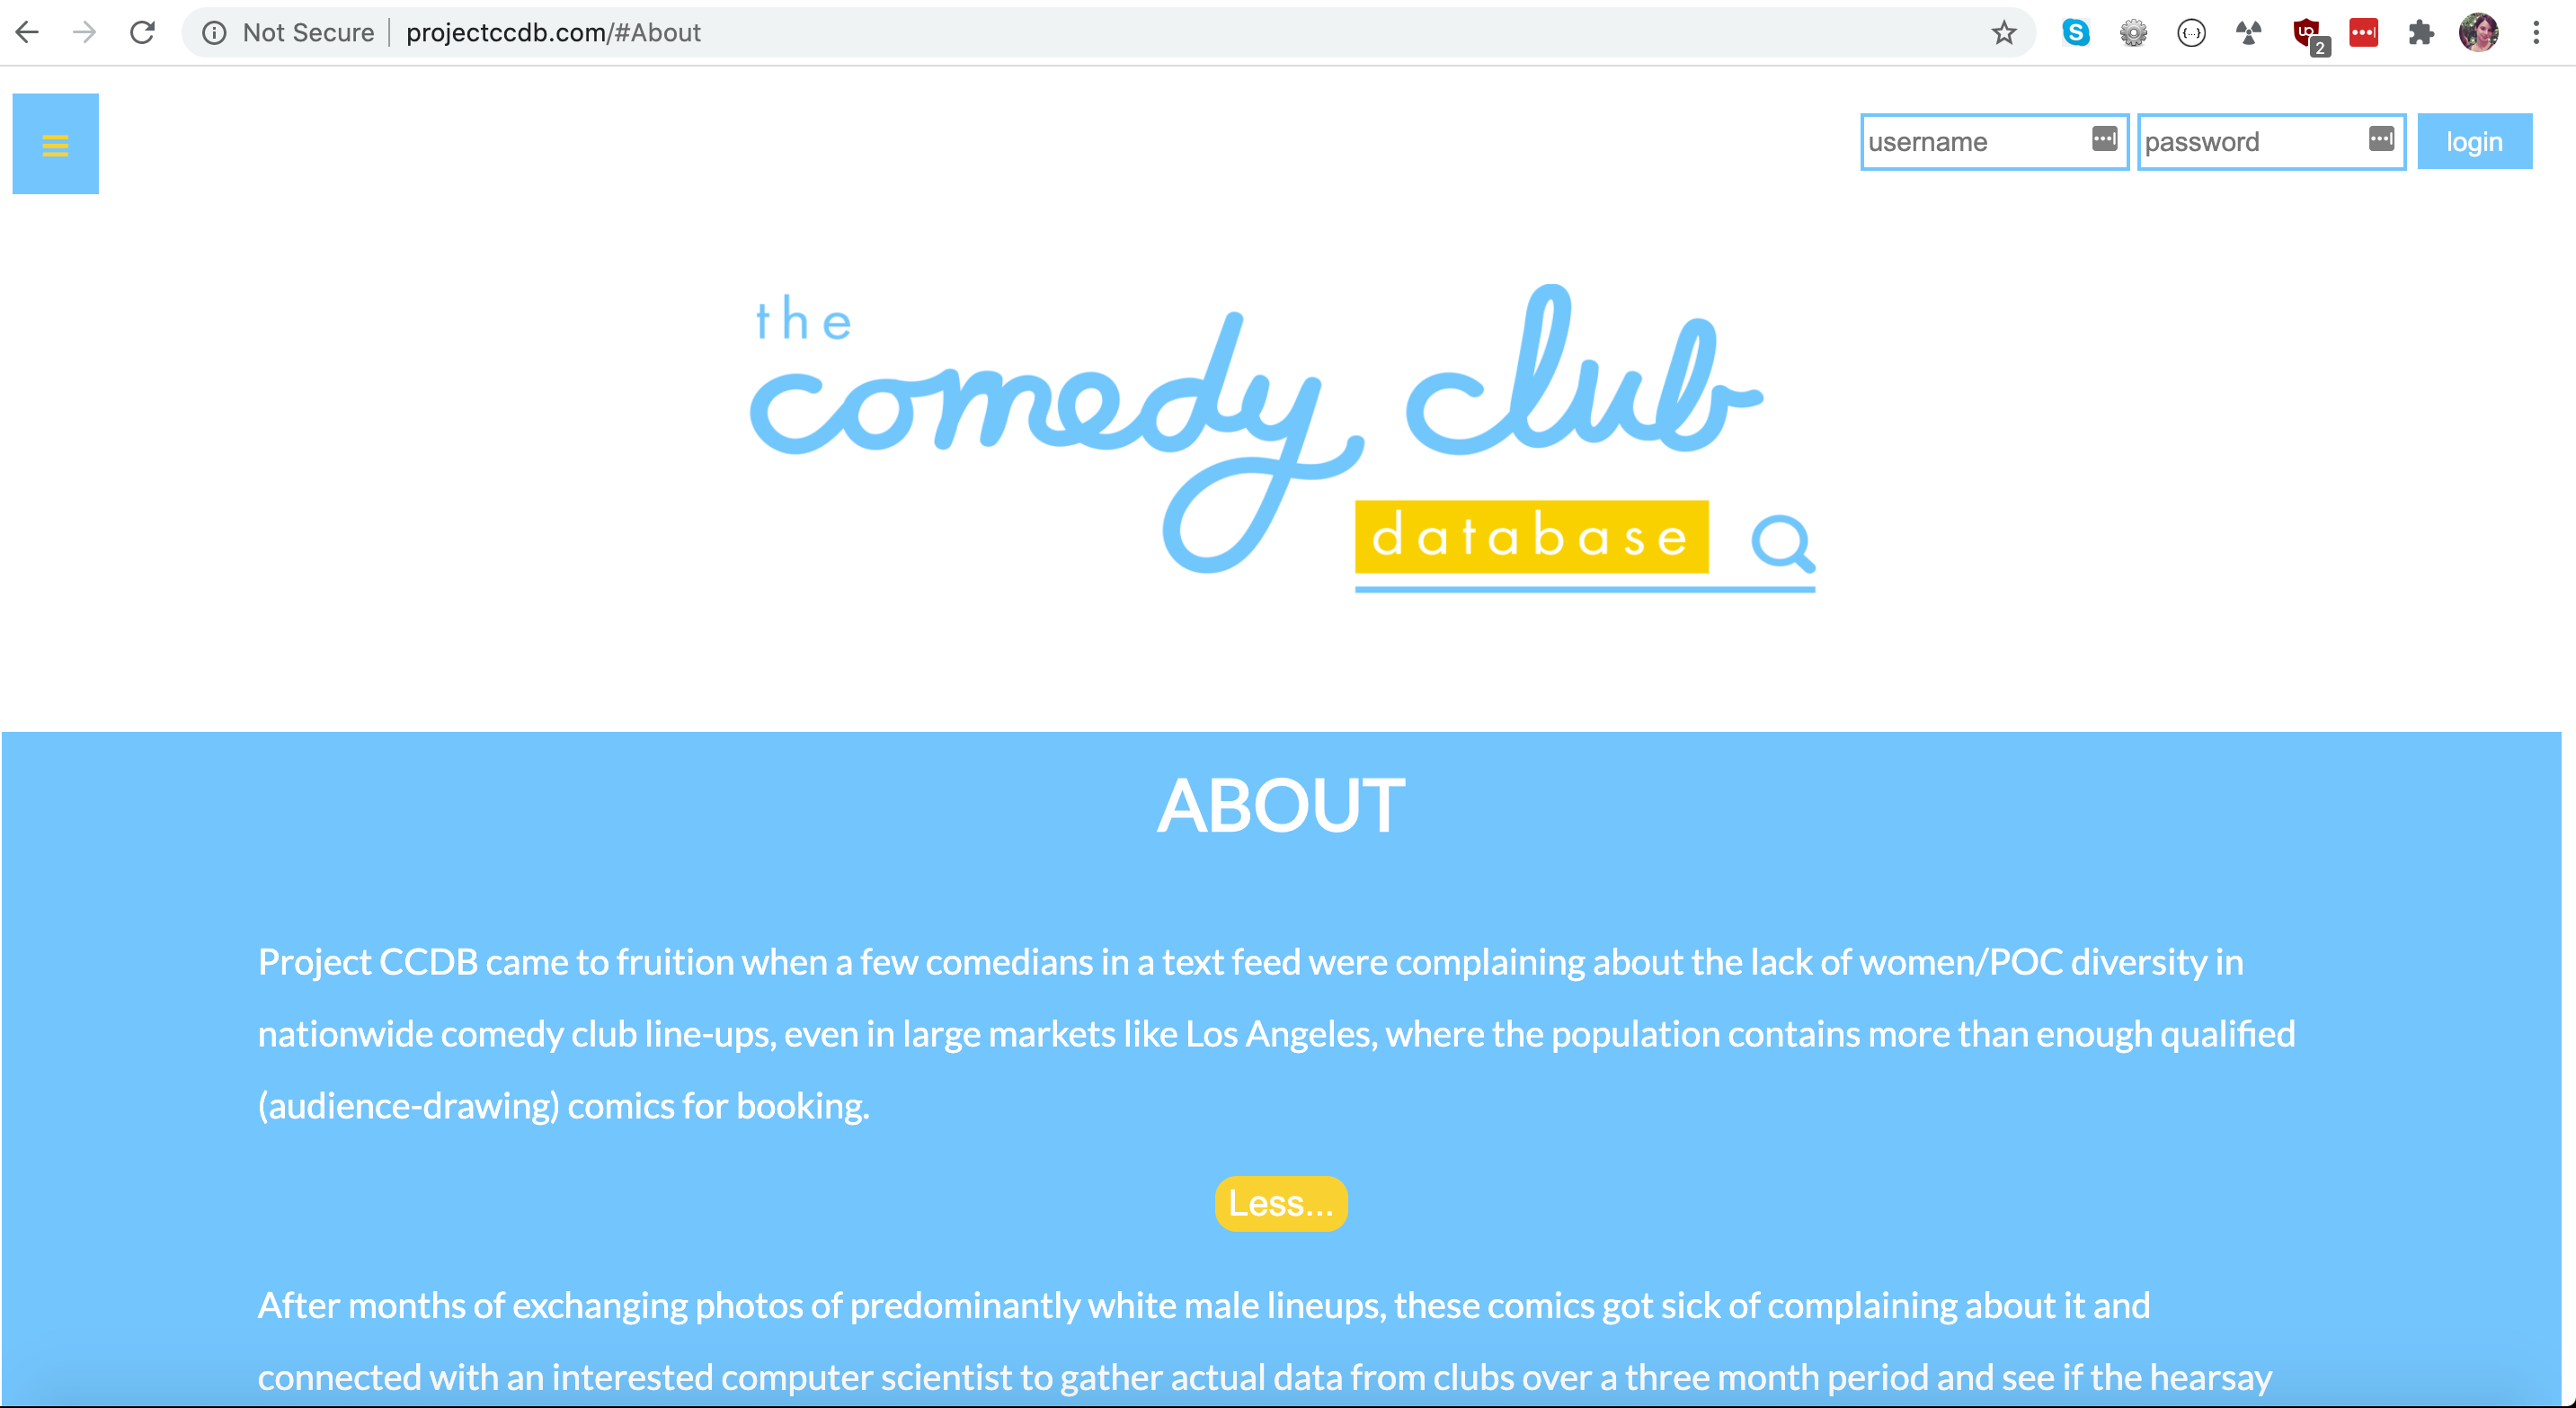 Not Secure | projectccdb.com/#About
2
username
password
login
the
comedy club
database
ABOUT
Project CCDB came to fruition when a few comedians in a text feed were complaining about the lack of women/POC diversity in
nationwide comedy club line-ups, even in large markets like Los Angeles, where the population contains more than enough qualified
(audience-drawing) comics for booking.
Less...
After months of exchanging photos of predominantly white male lineups, these comics got sick of complaining about it and
connected with an interested computer scientist to gather actual data from clubs over a three month period and see if the hearsay